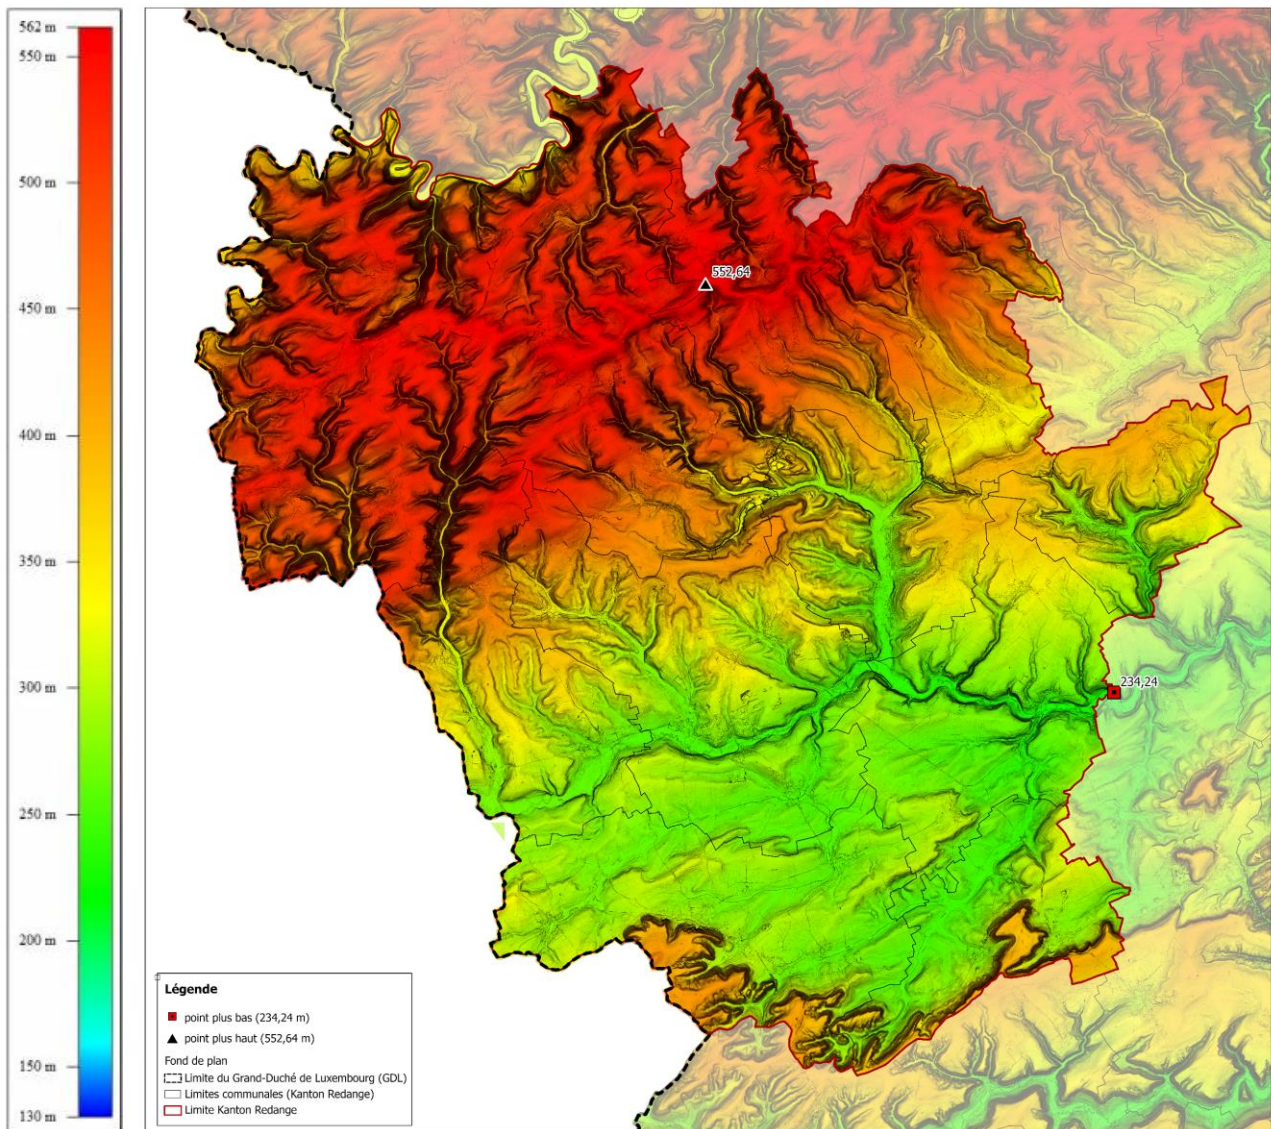 562 m
550 m
500 m
450 m
400 m
350 m
300 m
250 m
200 m
150 m
130 m
552,64
234,24
Légende
point plus bas (234,24 m)
point plus haut (552,64 m)
Fond de plan
Limite du Grand-Duché de Luxembourg (GDL)
Limites communales (Kanton Redange)
Limite Kanton Redange